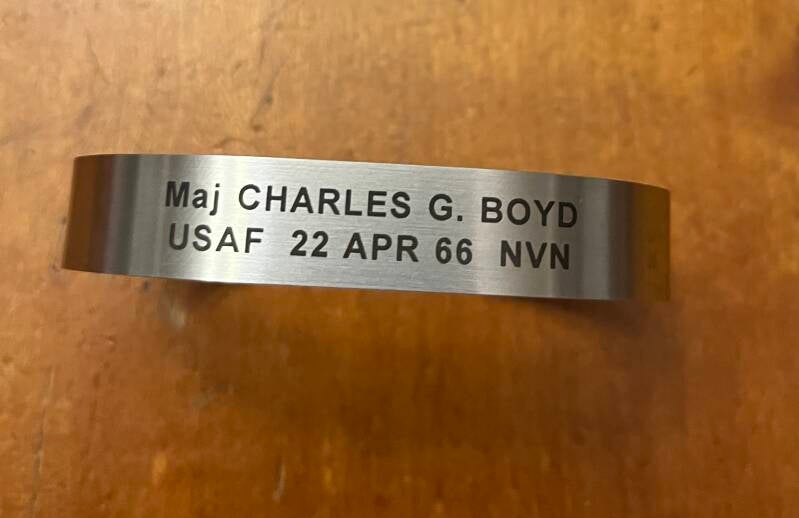 Maj CHARLES G. BOYD
USAF 22 APR 66 NVN